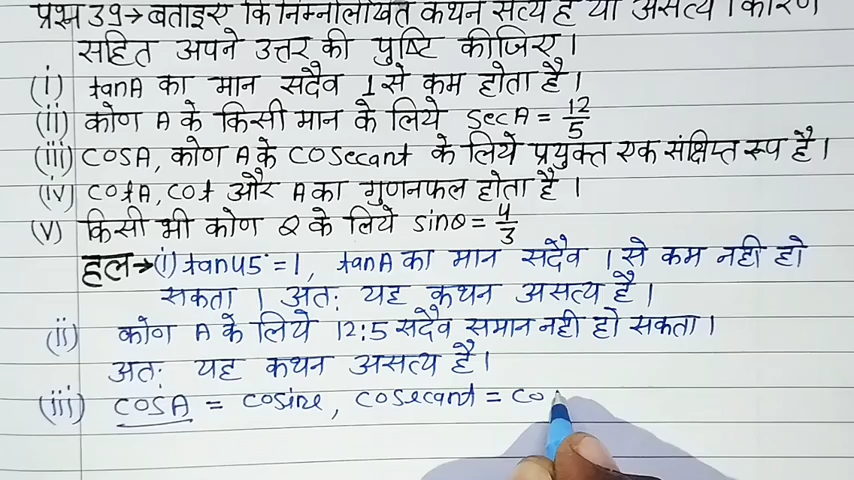 प्रश्न 39→ बताइए कि निम्नलिखित कथन सत्य है या असत्य । कारण
सहित अपने उत्तर की पुष्टि कीजिए ।
(i) tanA का मान सदैव 1 से कम होता है ।
(ii) कोण A के किसी मान के लिये secA = 12/5
(iii) cosA, कोण A के cosecant के लिये प्रयुक्त एक संक्षिप्त रूप है ।
(iv) cotA, cot और A का गुणनफल होता है ।
(v) किसी भी कोण θ के लिये sinθ = 4/3
हल→ (i) tan45° = 1, tanA का मान सदैव 1 से कम नही हो
सकता । अतः यह कथन असत्य है ।
(ii) कोण A के लिये 12:5 सदैव समान नही हो सकता ।
अतः यह कथन असत्य है ।
(iii) cosA = cosine, cosecant = co